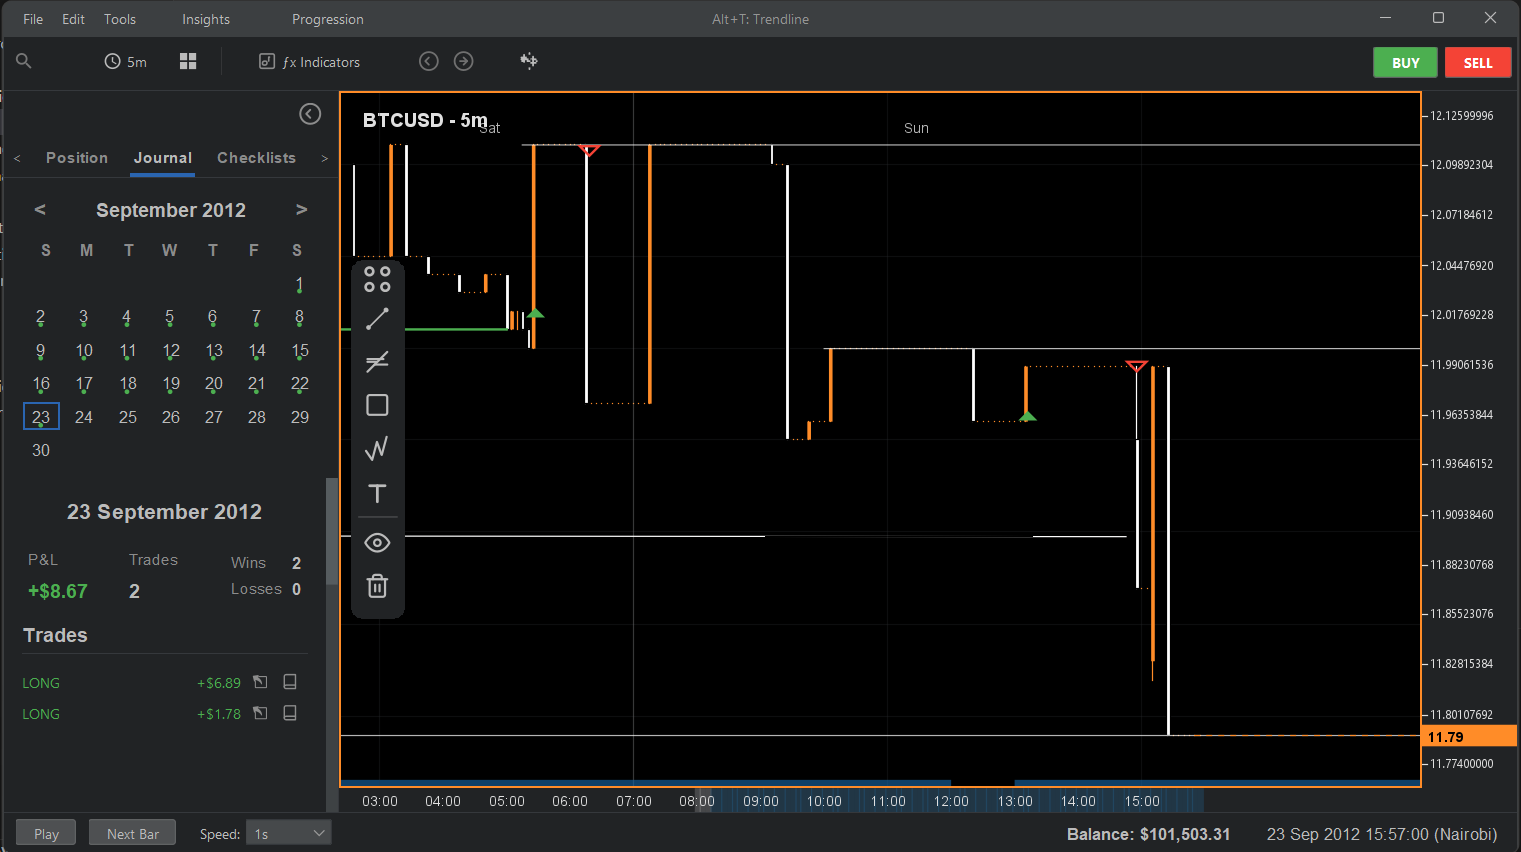 File Edit Tools Insights Progression Alt+T: Trendline
5m ƒx Indicators BUY SELL
< Position Journal Checklists >
< September 2012 >
S M T W T F S
1
2 3 4 5 6 7 8
9 10 11 12 13 14 15
16 17 18 19 20 21 22
23 24 25 26 27 28 29
30
23 September 2012
P&L Trades Wins 2
+$8.67 2 Losses 0
Trades
LONG +$6.89
LONG +$1.78
BTCUSD - 5m
Sat Sun
T
12.12599996
12.09892304
12.07184612
12.04476920
12.01769228
11.99061536
11.96353844
11.93646152
11.90938460
11.88230768
11.85523076
11.82815384
11.80107692
11.79
11.77400000
03:00 04:00 05:00 06:00 07:00 08:00 09:00 10:00 11:00 12:00 13:00 14:00 15:00
Play Next Bar Speed: 1s Balance: $101,503.31 23 Sep 2012 15:57:00 (Nairobi)